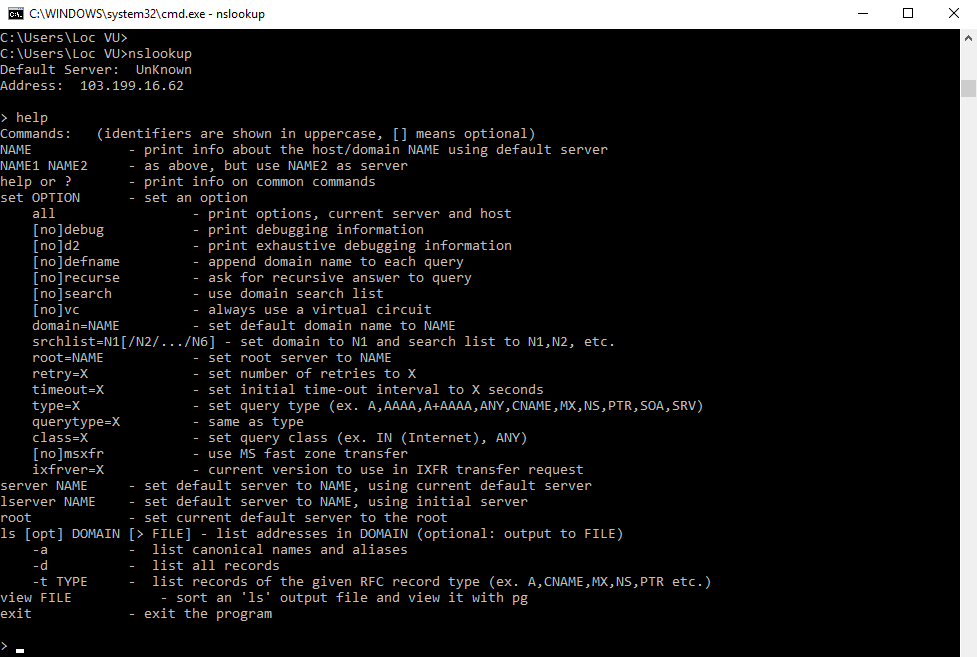 C:\WINDOWS\system32\cmd.exe - nslookup
C:\Users\Loc VU>
C:\Users\Loc VU>nslookup
Default Server:  UnKnown
Address:  103.199.16.62

> help
Commands:   (identifiers are shown in uppercase, [] means optional)
NAME            - print info about the host/domain NAME using default server
NAME1 NAME2     - as above, but use NAME2 as server
help or ?       - print info on common commands
set OPTION      - set an option
    all                 - print options, current server and host
    [no]debug           - print debugging information
    [no]d2              - print exhaustive debugging information
    [no]defname         - append domain name to each query
    [no]recurse         - ask for recursive answer to query
    [no]search          - use domain search list
    [no]vc              - always use a virtual circuit
    domain=NAME         - set default domain name to NAME
    srchlist=N1[/N2/.../N6] - set domain to N1 and search list to N1,N2, etc.
    root=NAME           - set root server to NAME
    retry=X             - set number of retries to X
    timeout=X           - set initial time-out interval to X seconds
    type=X              - set query type (ex. A,AAAA,A+AAAA,ANY,CNAME,MX,NS,PTR,SOA,SRV)
    querytype=X         - same as type
    class=X             - set query class (ex. IN (Internet), ANY)
    [no]msxfr           - use MS fast zone transfer
    ixfrver=X           - current version to use in IXFR transfer request
server NAME     - set default server to NAME, using current default server
lserver NAME    - set default server to NAME, using initial server
root            - set current default server to the root
ls [opt] DOMAIN [> FILE] - list addresses in DOMAIN (optional: output to FILE)
    -a          -  list canonical names and aliases
    -d          -  list all records
    -t TYPE     -  list records of the given RFC record type (ex. A,CNAME,MX,NS,PTR etc.)
view FILE           - sort an 'ls' output file and view it with pg
exit            - exit the program

> _